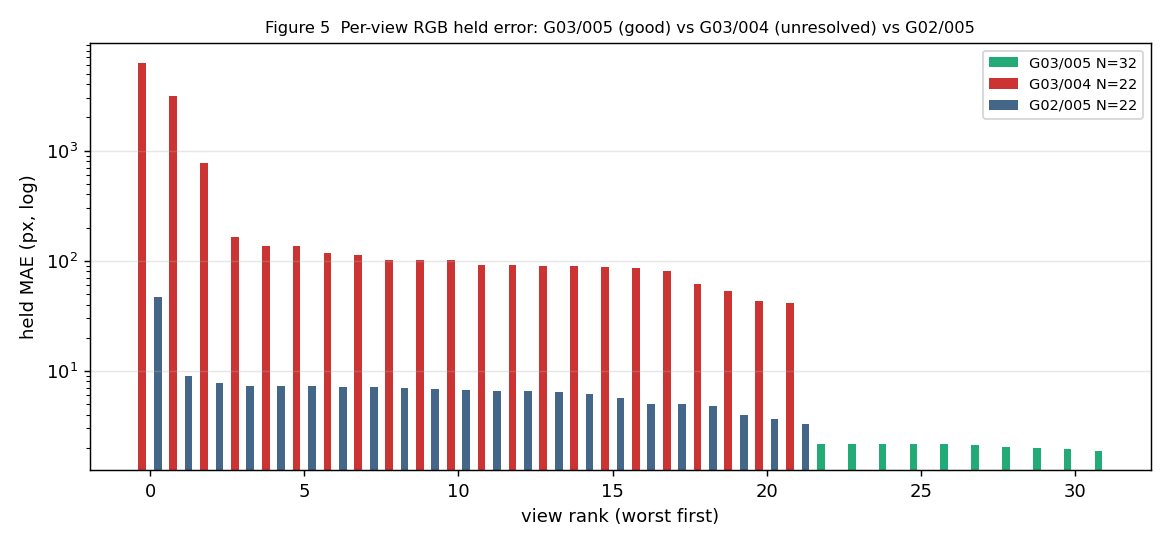 Figure 5  Per-view RGB held error: G03/005 (good) vs G03/004 (unresolved) vs G02/005
G03/005 N=32
G03/004 N=22
G02/005 N=22
held MAE (px, log)
10³
10²
10¹
0 5 10 15 20 25 30
view rank (worst first)